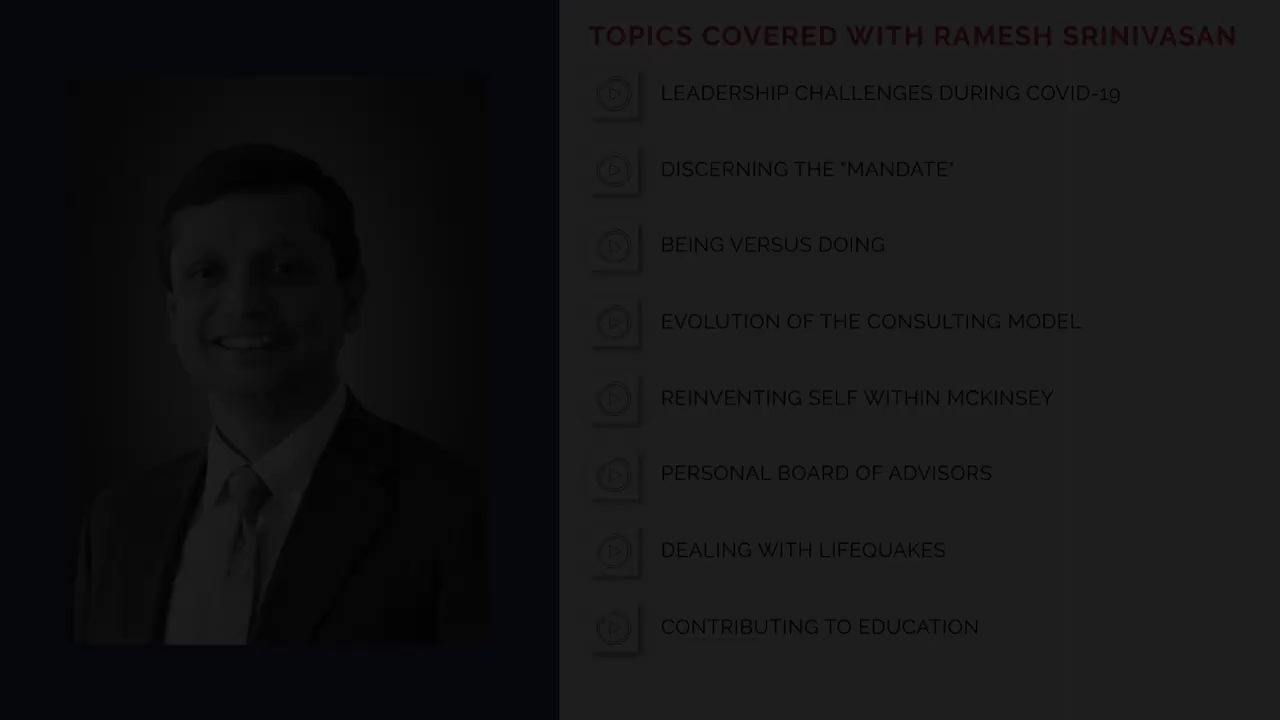 TOPICS COVERED WITH RAMESH SRINIVASAN
LEADERSHIP CHALLENGES DURING COVID-19
DISCERNING THE "MANDATE"
BEING VERSUS DOING
EVOLUTION OF THE CONSULTING MODEL
REINVENTING SELF WITHIN MCKINSEY
PERSONAL BOARD OF ADVISORS
DEALING WITH LIFEQUAKES
CONTRIBUTING TO EDUCATION